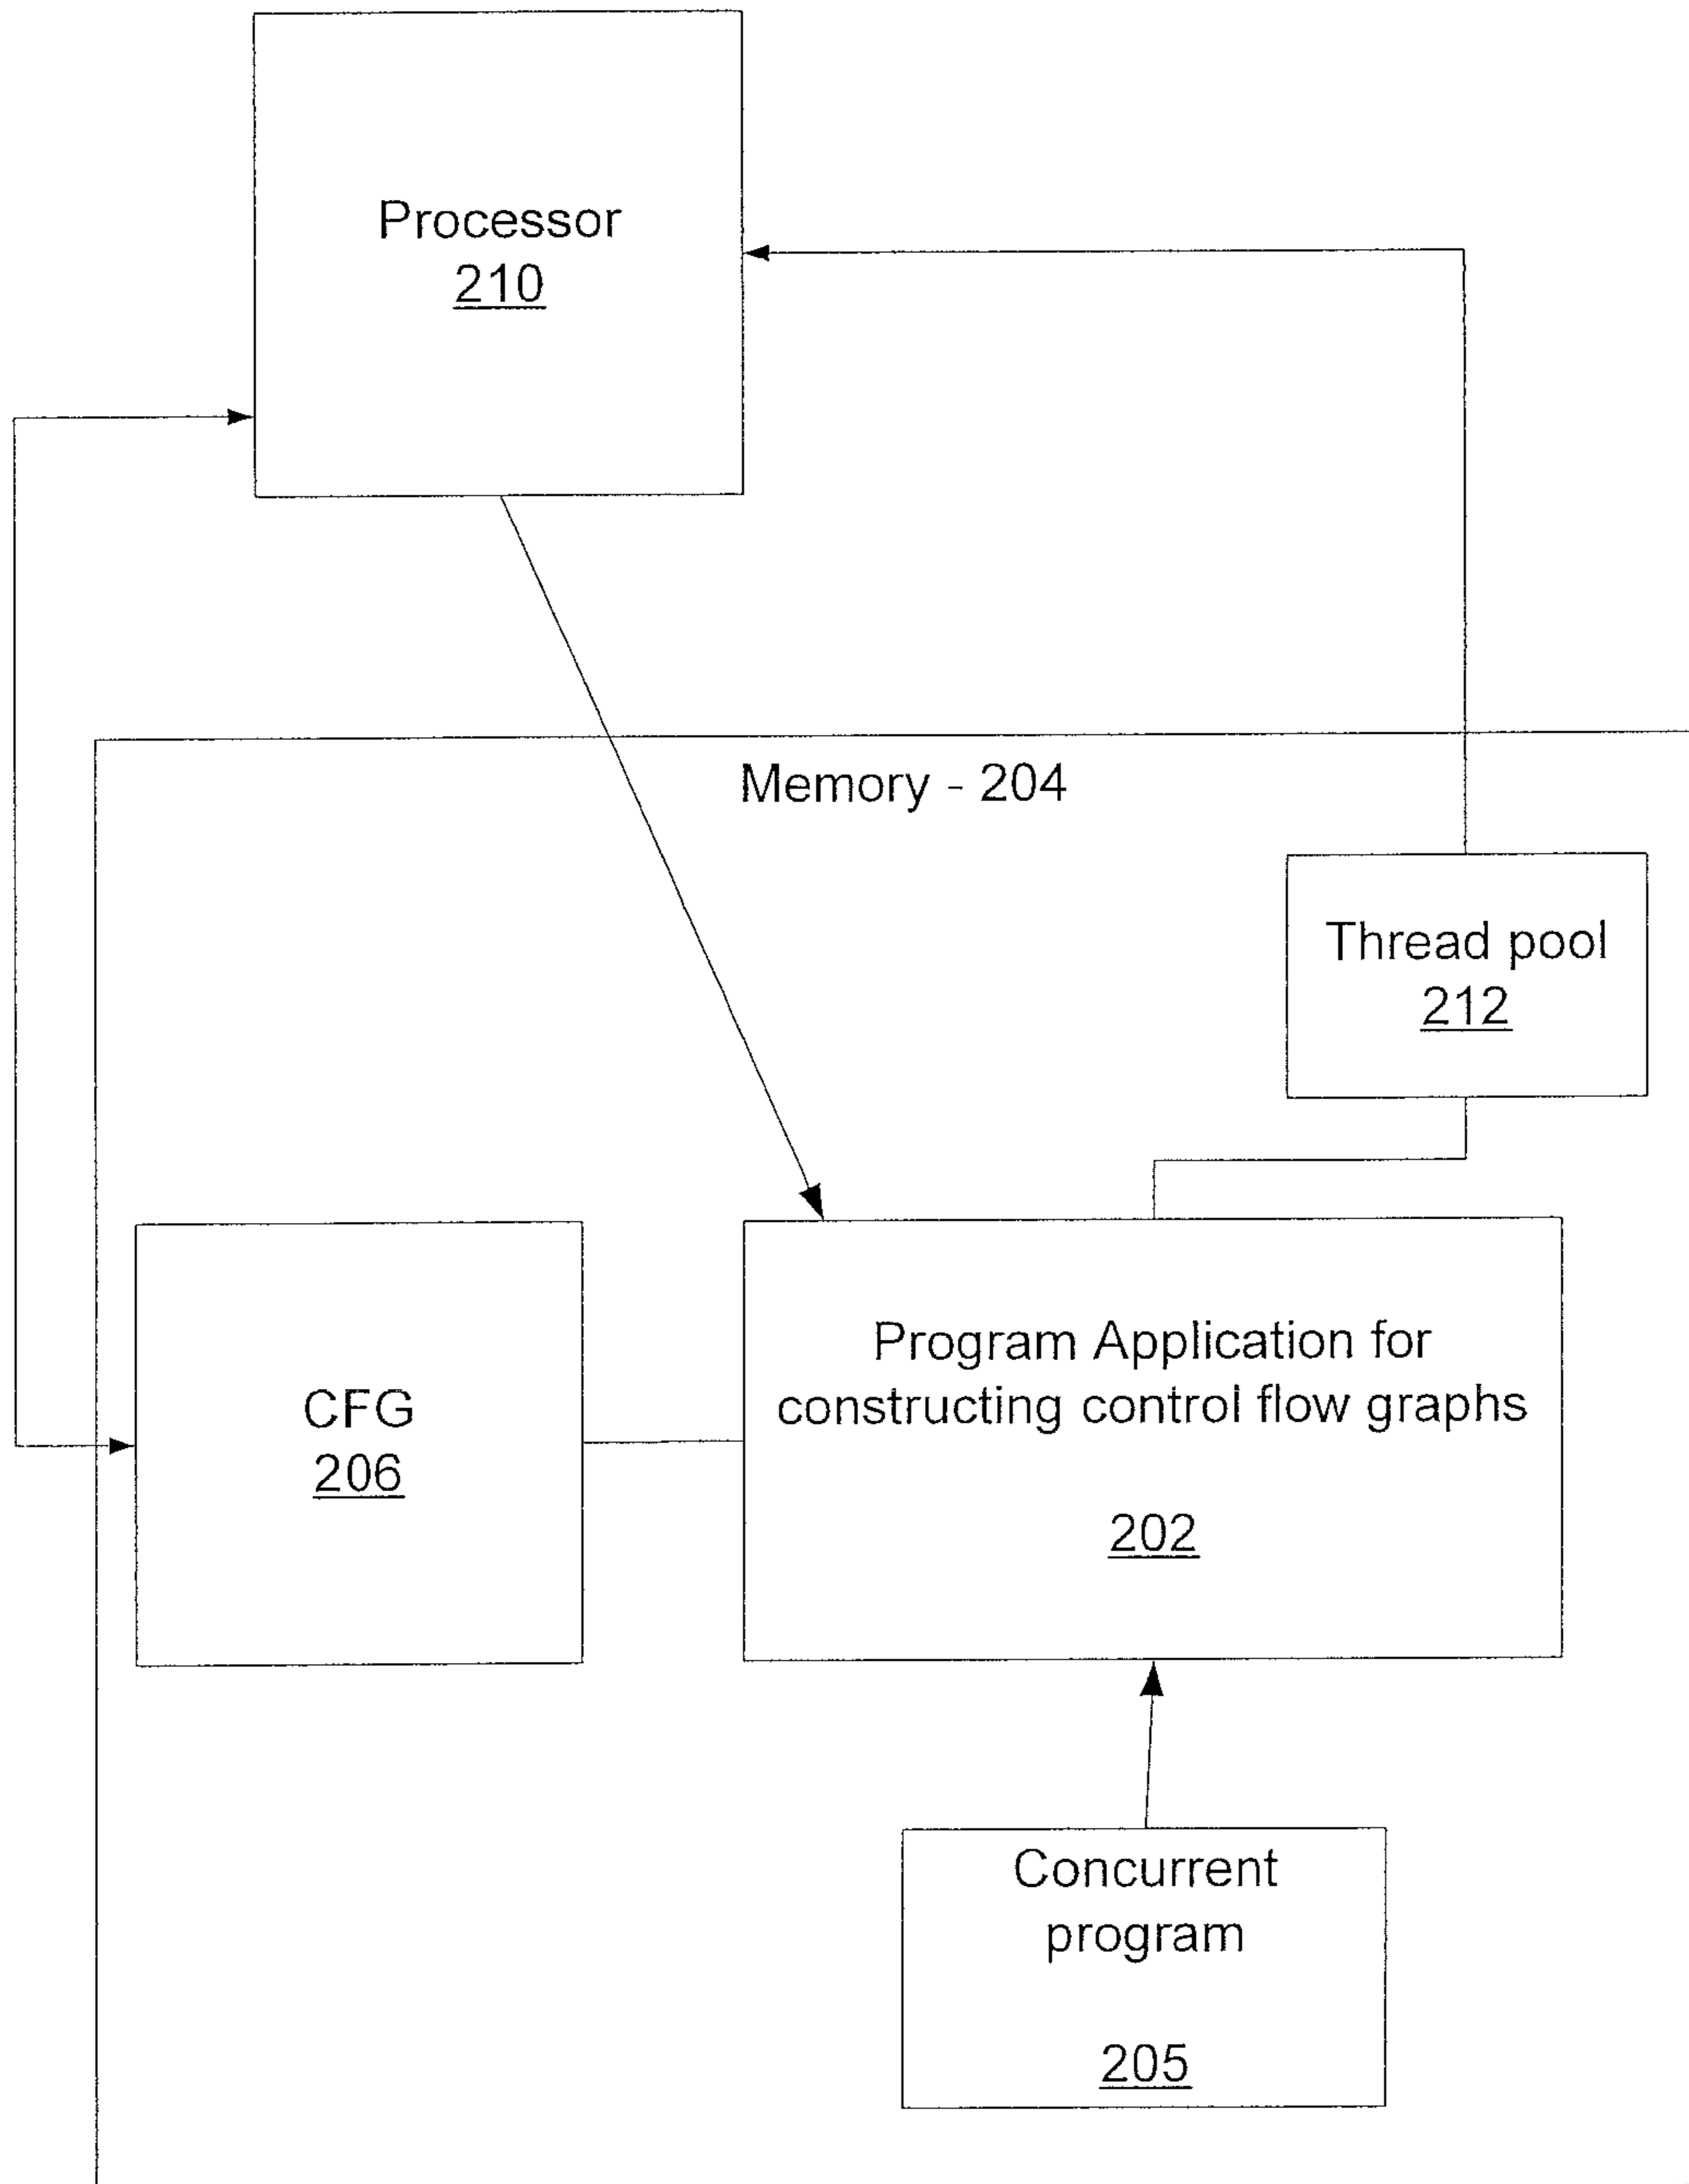 Processor
210
Memory - 204
Thread pool
212
Program Application for
constructing control flow graphs
202
CFG
206
Concurrent
program
205